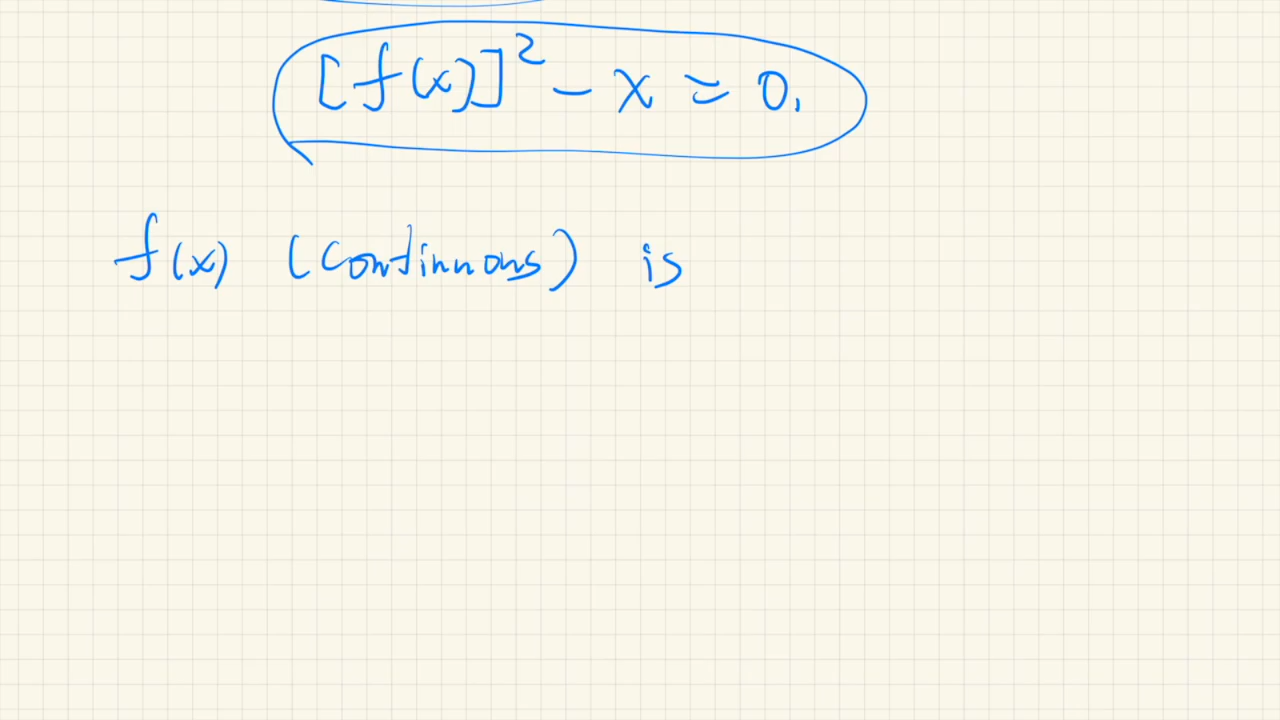 [f(x)]² - x = 0.
f(x) (continuous) is